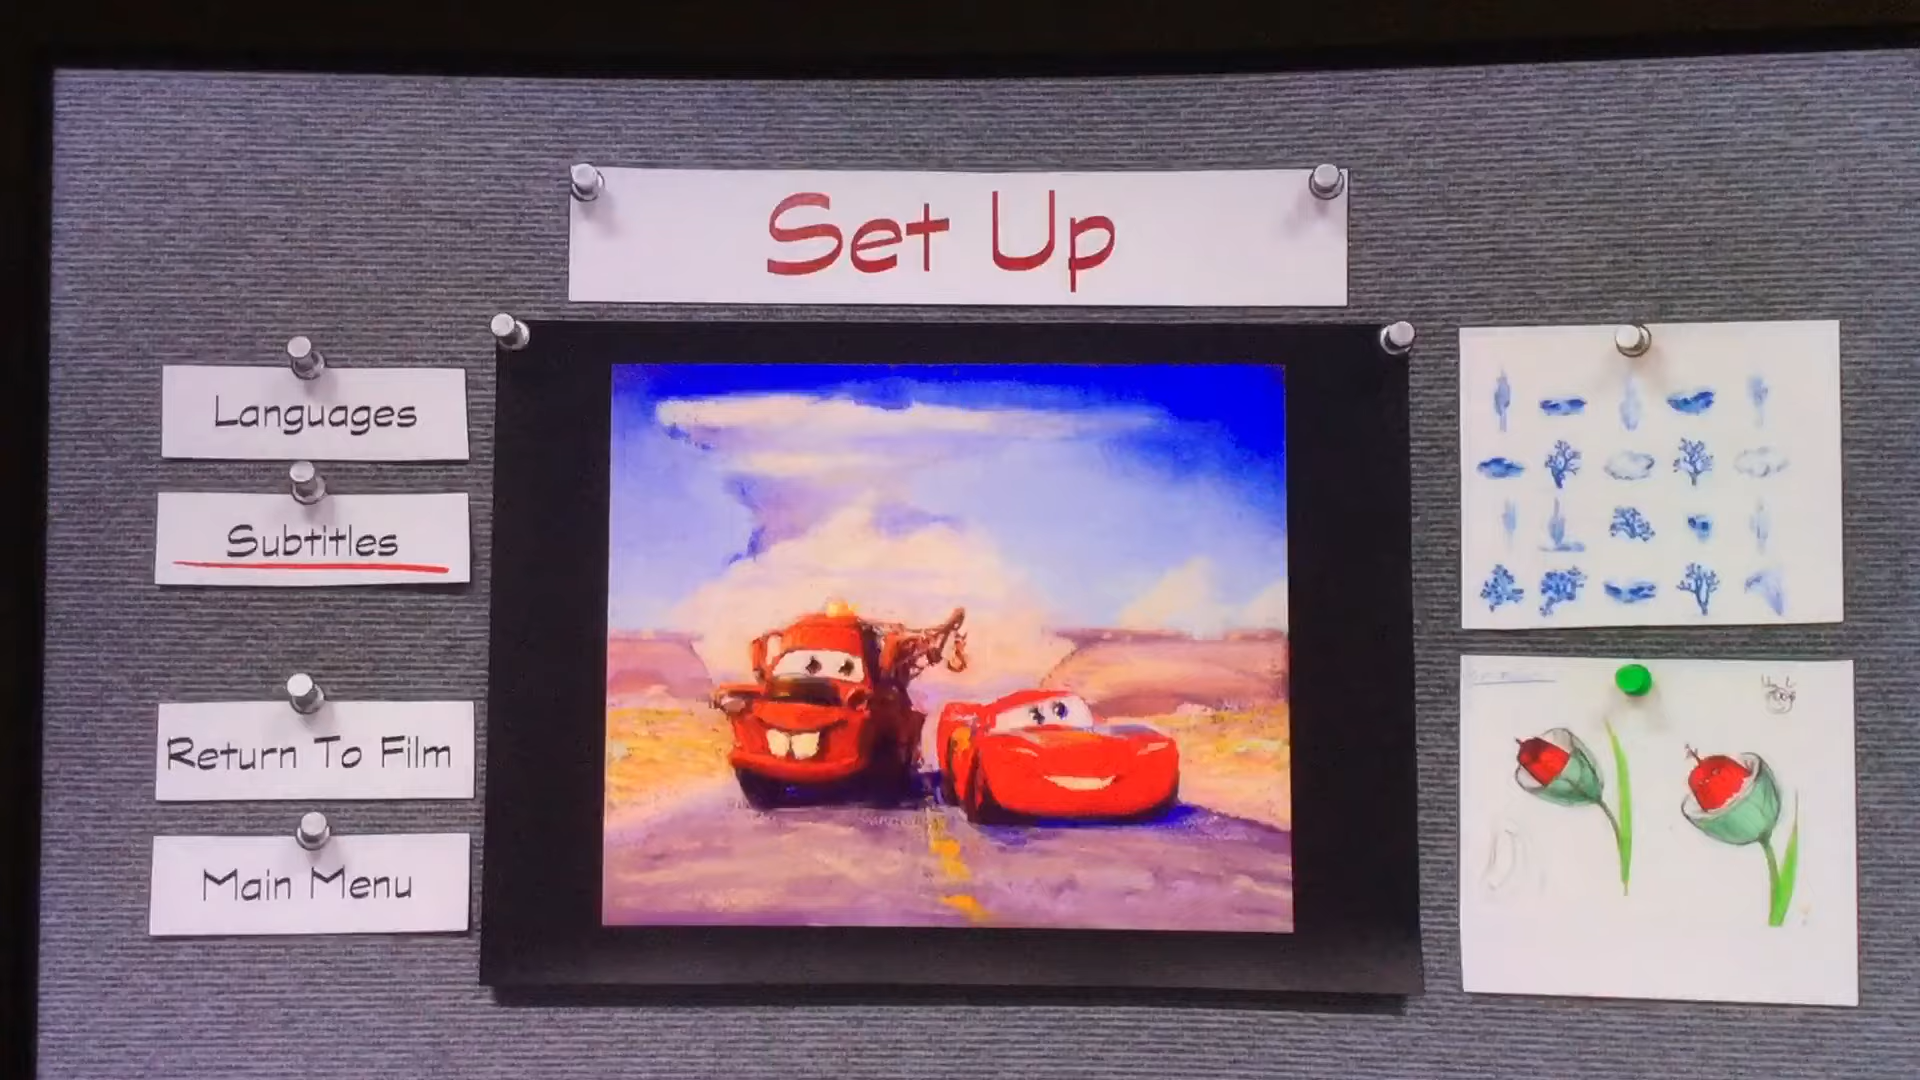 Set Up
Languages
Subtitles
Return To Film
Main Menu